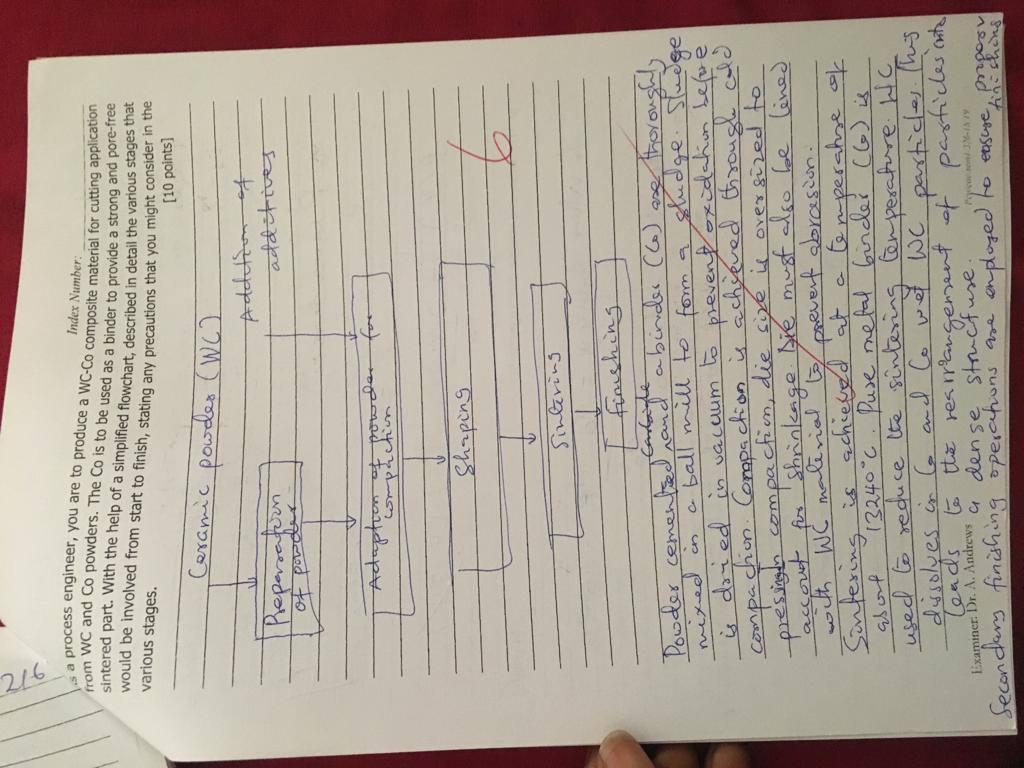 216
Index Number:
s a process engineer, you are to produce a WC-Co composite material for cutting application
from WC and Co powders. The Co is to be used as a binder to provide a strong and pore-free
sintered part. With the help of a simplified flowchart, described in detail the various stages that
would be involved from start to finish, stating any precautions that you might consider in the
various stages.
[10 points]
Ceramic powder (WC)
Addition of
additives
Preparation
of powder
Adaption of powder for
compaction
Shaping
6
Sintering
Finishing
carbide
Powder cemented and a binder (Co) are thoroughly
mixed in a ball mill to form a sludge. Sludge
is dried in vacuum to prevent oxidation before
compaction. Compaction is achieved through cold
compaction, die size is oversized to
account for shrinkage. Die must also be lined
with WC material to prevent abrasion.
Sintering is achieved at a temperature of
1324°C. Pure metal binder (Co) is
used to reduce the sintering temperature. WC
dissolves in Co and Co wet WC particles. This
leads to the rearrangement of particles into
a dense structure.
Examiner: Dr. A. Andrews
Secondary finishing operations are employed to ensure proper
finishing